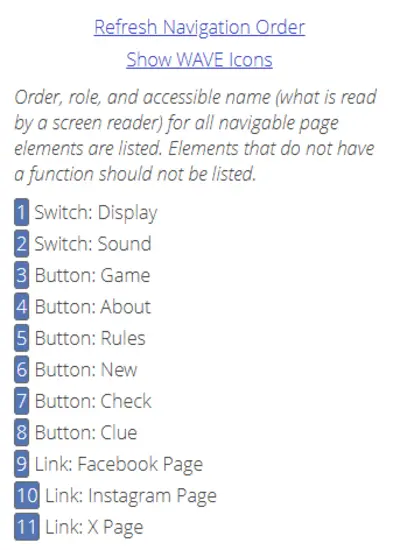 Refresh Navigation Order
Show WAVE Icons
Order, role, and accessible name (what is read
by a screen reader) for all navigable page
elements are listed. Elements that do not have
a function should not be listed.
1 Switch: Display
2 Switch: Sound
3 Button: Game
4 Button: About
5 Button: Rules
6 Button: New
7 Button: Check
8 Button: Clue
9 Link: Facebook Page
10 Link: Instagram Page
11 Link: X Page